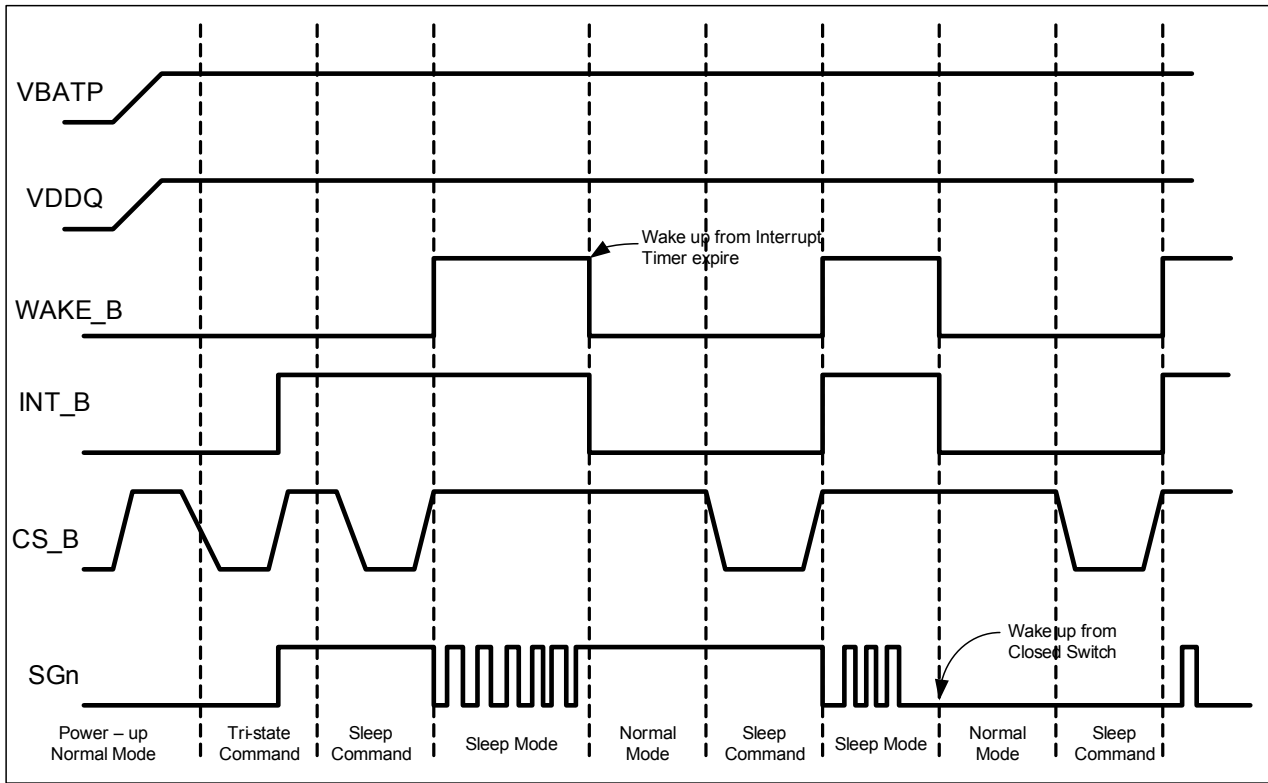 VBATP
VDDQ
Wake up from Interrupt
Timer expire
WAKE_B
INT_B
CS_B
Wake up from
Closed Switch
SGn
Power – up
Normal Mode
Tri-state
Command
Sleep
Command
Sleep Mode
Normal
Mode
Sleep
Command
Sleep Mode
Normal
Mode
Sleep
Command